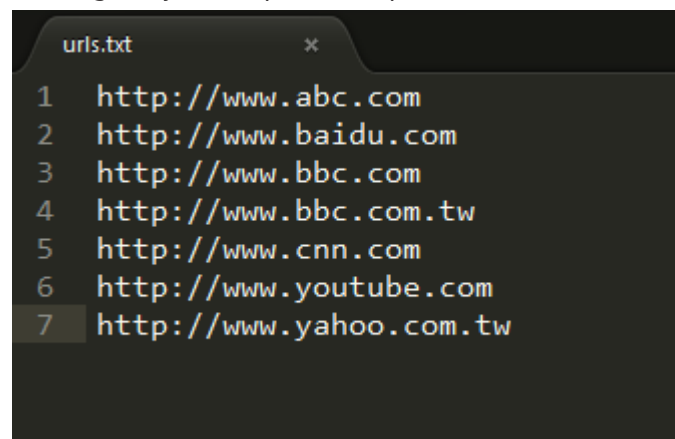 urls.txt ×
1 http://www.abc.com
2 http://www.baidu.com
3 http://www.bbc.com
4 http://www.bbc.com.tw
5 http://www.cnn.com
6 http://www.youtube.com
7 http://www.yahoo.com.tw